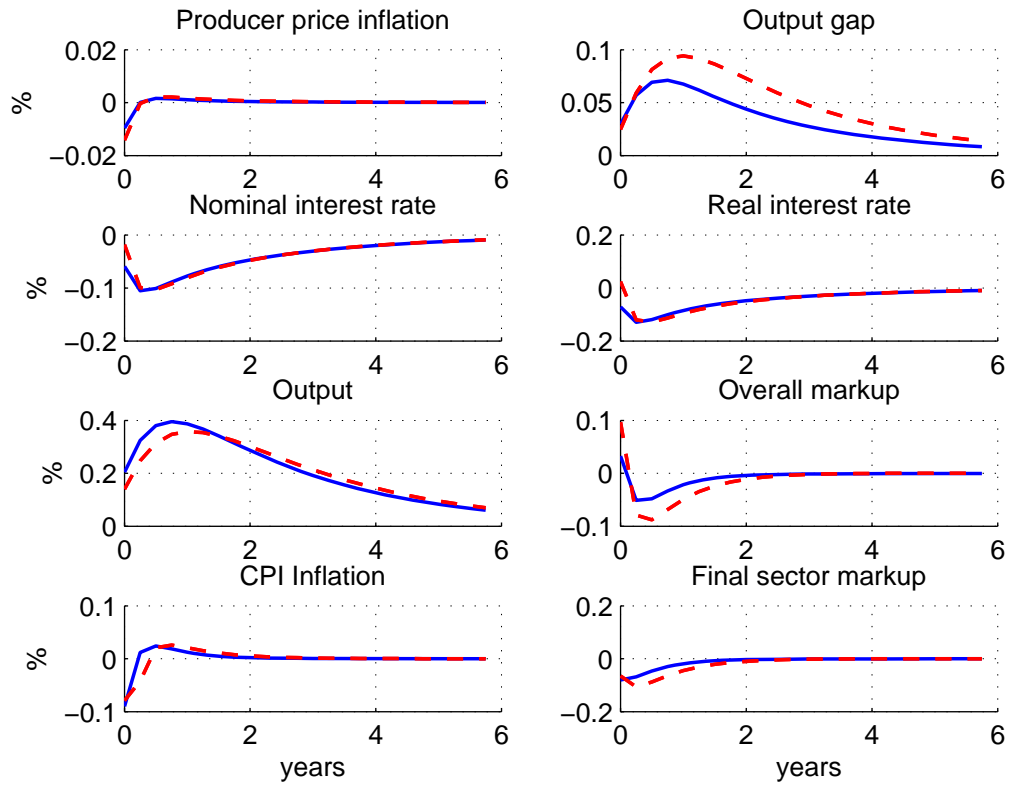 Producer price inflation
0.02
0
−0.02
%
0 2 4 6
Output gap
0.1
0.05
0
0 2 4 6
Nominal interest rate
0
−0.1
−0.2
%
0 2 4 6
Real interest rate
0.2
0
−0.2
0 2 4 6
Output
0.4
0.2
0
%
0 2 4 6
Overall markup
0.1
0
−0.1
0 2 4 6
CPI Inflation
0.1
0
−0.1
%
0 2 4 6
years
Final sector markup
0.2
0
−0.2
0 2 4 6
years